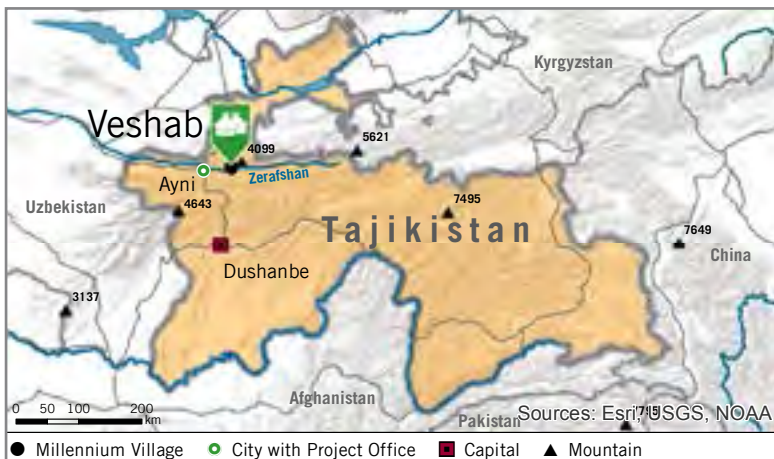 Kyrgyzstan
Veshab
5621
4099
Zerafshan
Ayni
4643
7495
Uzbekistan
Tajikistan
7649
China
Dushanbe
3137
Afghanistan
0 50 100 200
km
Pakistan
Sources: Esri, USGS, NOAA
Millennium Village
City with Project Office
Capital
Mountain